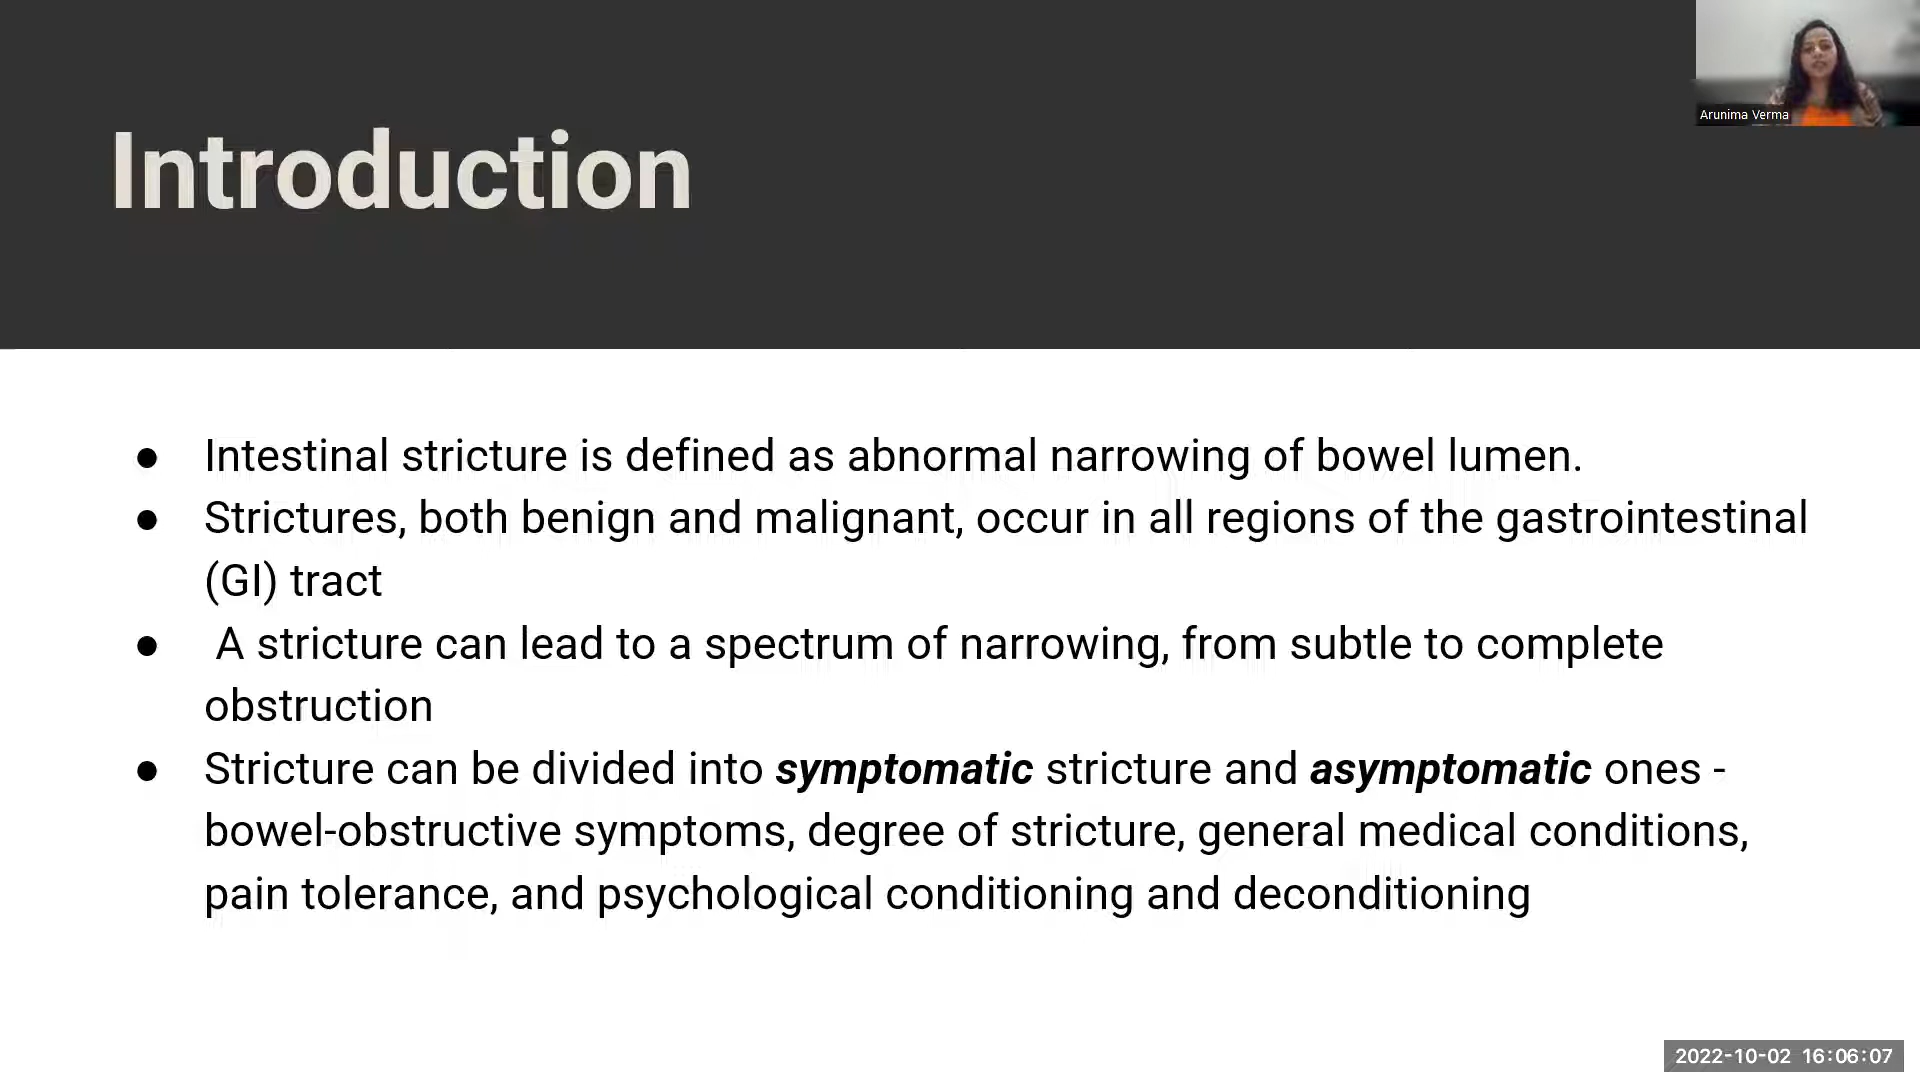 Arunima Verma
Introduction
● Intestinal stricture is defined as abnormal narrowing of bowel lumen.
● Strictures, both benign and malignant, occur in all regions of the gastrointestinal
(GI) tract
● A stricture can lead to a spectrum of narrowing, from subtle to complete
obstruction
● Stricture can be divided into symptomatic stricture and asymptomatic ones -
bowel-obstructive symptoms, degree of stricture, general medical conditions,
pain tolerance, and psychological conditioning and deconditioning
2022-10-02 16:06:07